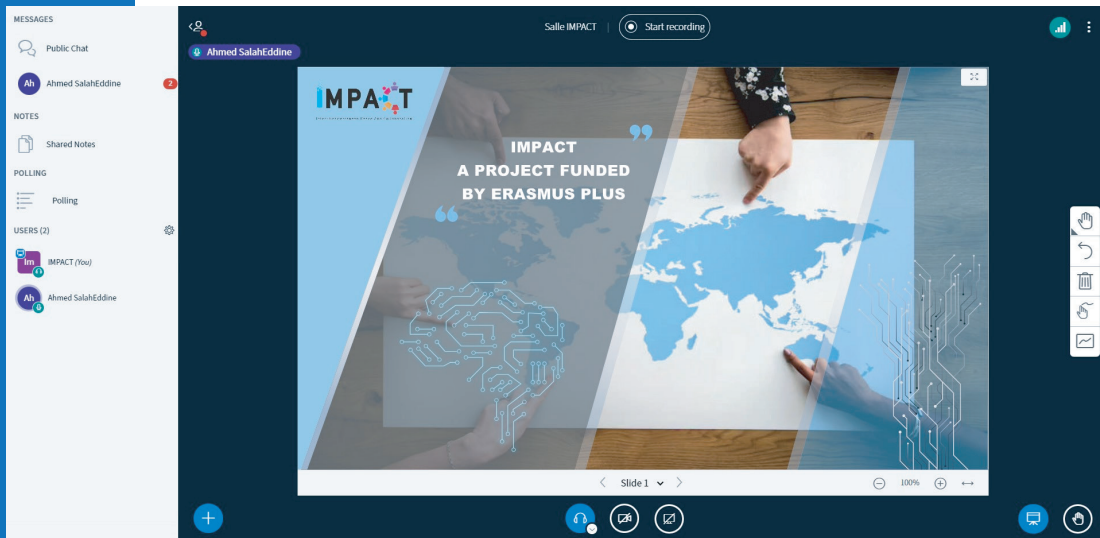 MESSAGES
Public Chat
Ah Ahmed SalahEddine 2
NOTES
Shared Notes
POLLING
Polling
USERS (2)
Im IMPACT (You)
Ah Ahmed SalahEddine
Salle IMPACT | Start recording
Ahmed SalahEddine
IMPACT
IMPACT
A PROJECT FUNDED
BY ERASMUS PLUS
Slide 1
100%